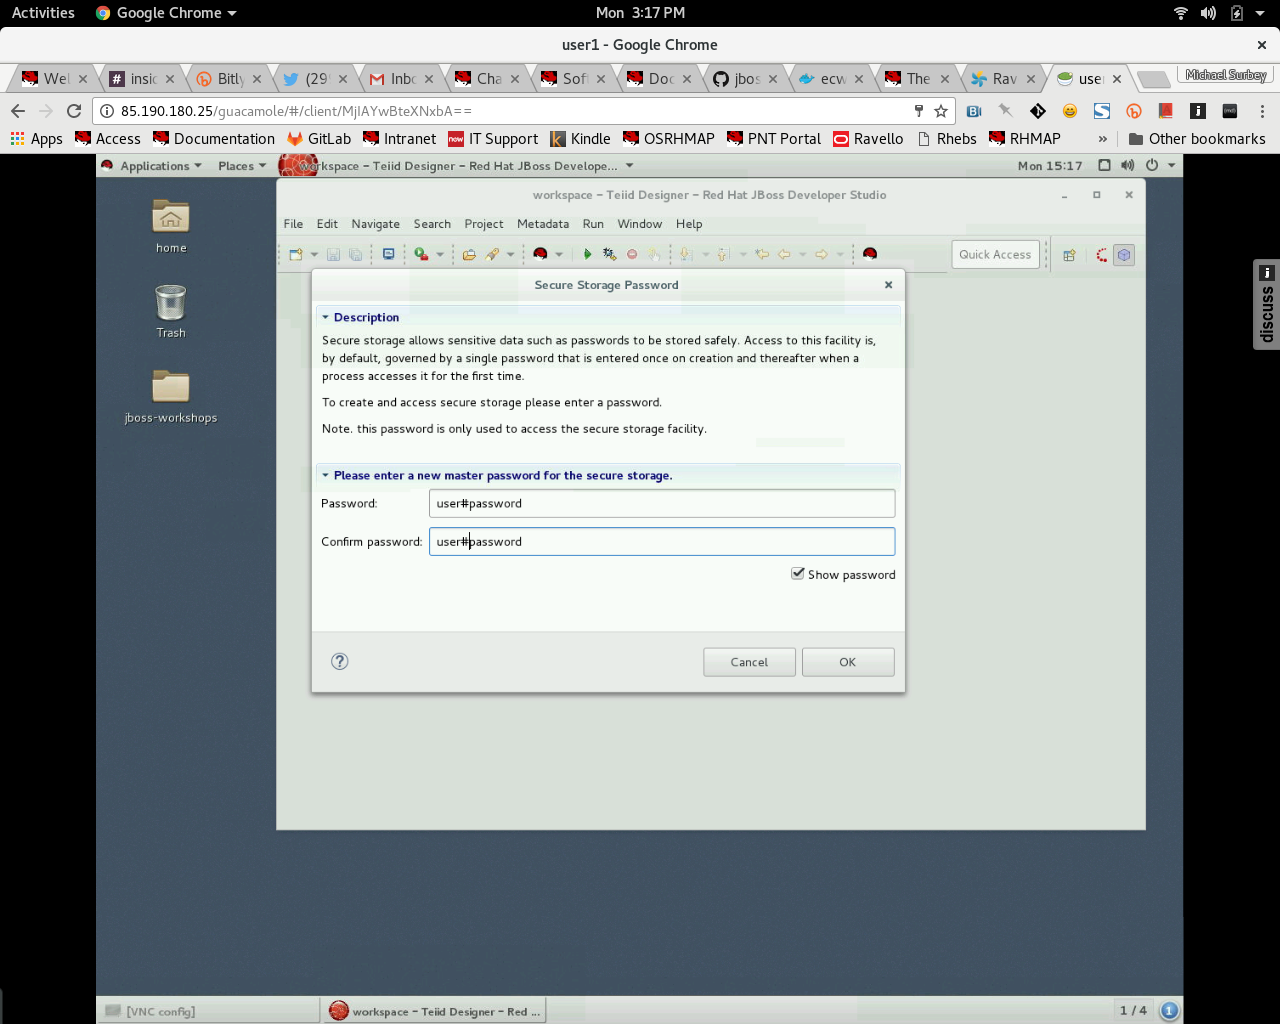 Activities Google Chrome Mon 3:17 PM
user1 - Google Chrome
Wel insid Bitly (29 Inbo Cha Soft Doc jbos ecw The Rav user Michael Surbey
85.190.180.25/guacamole/#/client/MjIAYwBteXNxbA==
Apps Access Documentation GitLab Intranet IT Support Kindle OSRHMAP PNT Portal Ravello Rhebs RHMAP » Other bookmarks
Applications Places workspace – Teiid Designer – Red Hat JBoss Develope... Mon 15:17
workspace – Teiid Designer – Red Hat JBoss Developer Studio
File Edit Navigate Search Project Metadata Run Window Help
Quick Access
home
Trash
jboss-workshops
Secure Storage Password
Description
Secure storage allows sensitive data such as passwords to be stored safely. Access to this facility is,
by default, governed by a single password that is entered once on creation and thereafter when a
process accesses it for the first time.
To create and access secure storage please enter a password.
Note. this password is only used to access the secure storage facility.
Please enter a new master password for the secure storage.
Password: user#password
Confirm password: user#password
Show password
Cancel OK
discuss
[VNC config] workspace – Teiid Designer – Red ... 1 / 4 1